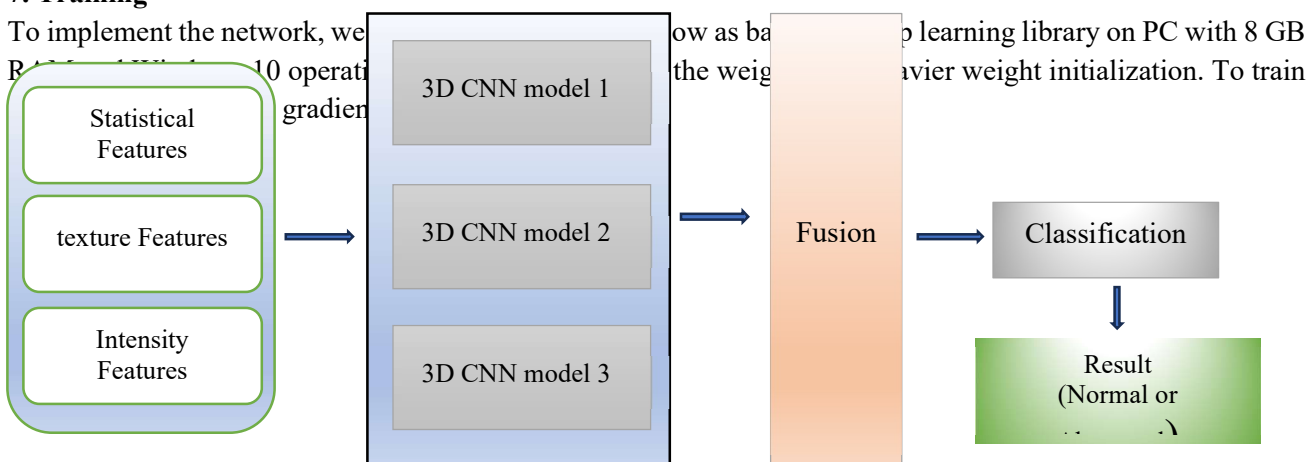 7. Training
To implement the network, we ow as ba p learning library on PC with 8 GB
10 operati the weig avier weight initialization. To train
gradien
Statistical
Features
texture Features
Intensity
Features
3D CNN model 1
3D CNN model 2
3D CNN model 3
Fusion
Classification
Result
(Normal or
)